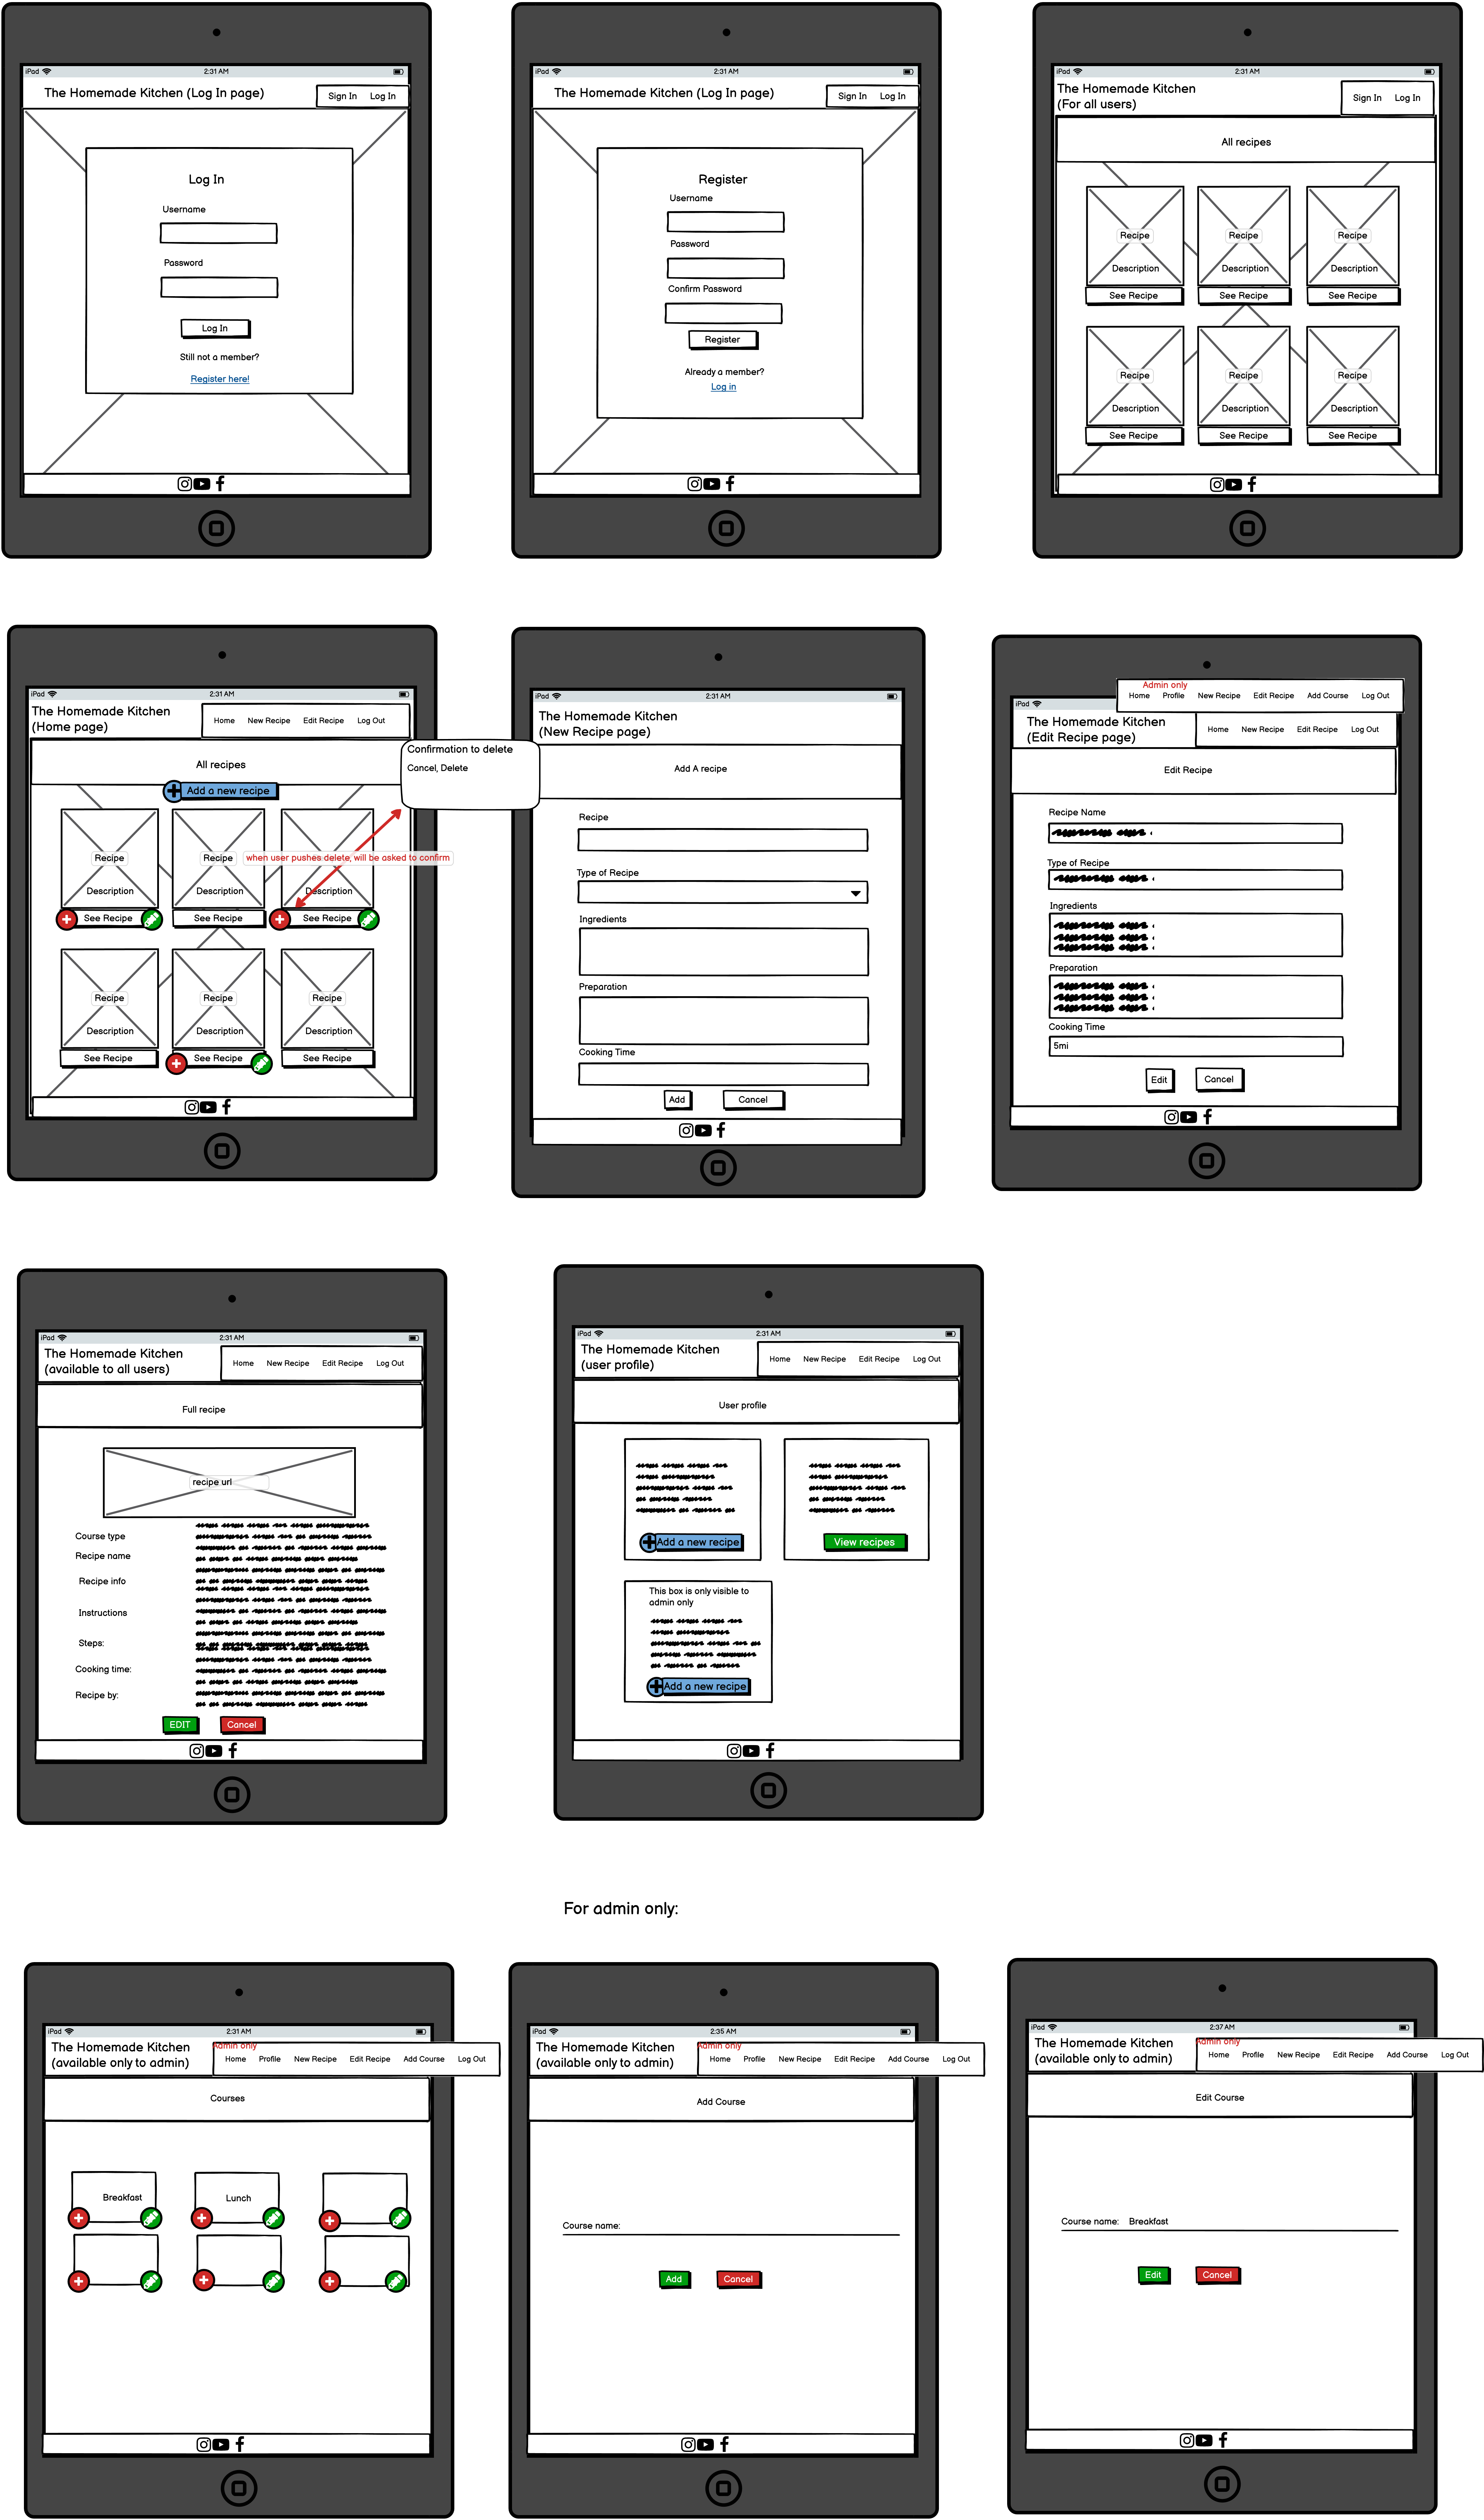 iPad 2:31 AM
The Homemade Kitchen (Log In page)
Sign In Log In
Log In
Username
Password
Log In
Still not a member?
Register here!
iPad 2:31 AM
The Homemade Kitchen (Log In page)
Sign In Log In
Register
Username
Password
Confirm Password
Register
Already a member?
Log in
iPad 2:31 AM
The Homemade Kitchen
(For all users)
Sign In Log In
All recipes
Recipe Recipe Recipe
Description Description Description
See Recipe See Recipe See Recipe
Recipe Recipe Recipe
Description Description Description
See Recipe See Recipe See Recipe
iPad 2:31 AM
The Homemade Kitchen
(Home page)
Home New Recipe Edit Recipe Log Out
All recipes
Add a new recipe
Confirmation to delete
Cancel, Delete
Recipe Recipe
when user pushes delete, will be asked to confirm
Description Description Description
See Recipe See Recipe See Recipe
Recipe Recipe Recipe
Description Description Description
See Recipe See Recipe See Recipe
iPad 2:31 AM
The Homemade Kitchen
(New Recipe page)
Add A recipe
Recipe
Type of Recipe
Ingredients
Preparation
Cooking Time
Add Cancel
Admin only
Home Profile New Recipe Edit Recipe Add Course Log Out
iPad
The Homemade Kitchen
(Edit Recipe page)
Home New Recipe Edit Recipe Log Out
Edit Recipe
Recipe Name
Type of Recipe
Ingredients
Preparation
Cooking Time
5mi
Edit Cancel
iPad 2:31 AM
The Homemade Kitchen
(available to all users)
Home New Recipe Edit Recipe Log Out
Full recipe
recipe url
Course type
Recipe name
Recipe info
Instructions
Steps:
Cooking time:
Recipe by:
EDIT Cancel
iPad 2:31 AM
The Homemade Kitchen
(user profile)
Home New Recipe Edit Recipe Log Out
User profile
Add a new recipe
View recipes
This box is only visible to
admin only
Add a new recipe
For admin only:
iPad 2:31 AM
The Homemade Kitchen
(available only to admin)
Admin only
Home Profile New Recipe Edit Recipe Add Course Log Out
Courses
Breakfast Lunch
iPad 2:35 AM
The Homemade Kitchen
(available only to admin)
Admin only
Home Profile New Recipe Edit Recipe Add Course Log Out
Add Course
Course name:
Add Cancel
iPad 2:37 AM
The Homemade Kitchen
(available only to admin)
Admin only
Home Profile New Recipe Edit Recipe Add Course Log Out
Edit Course
Course name: Breakfast
Edit Cancel